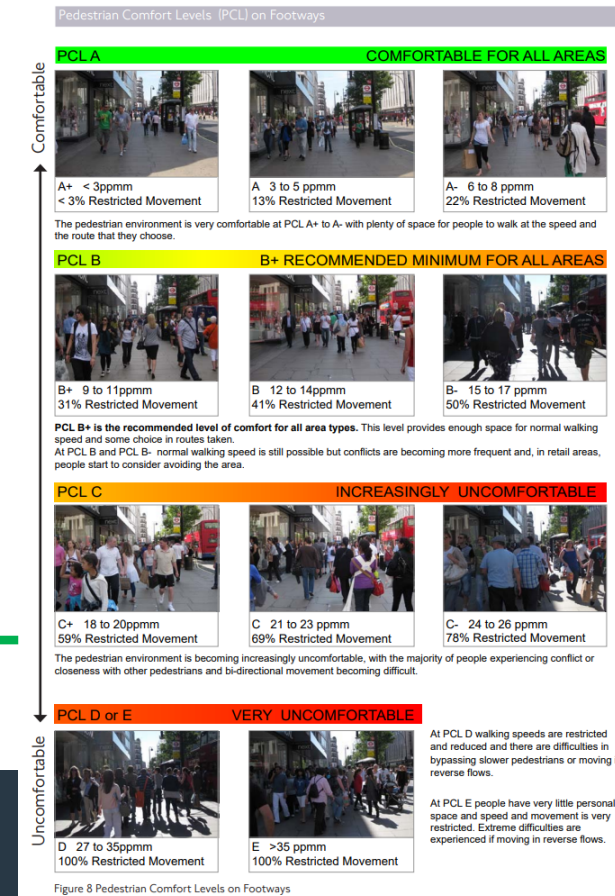 Pedestrian Comfort Levels (PCL) on Footways
Comfortable
PCL A COMFORTABLE FOR ALL AREAS
A+ < 3ppmm
< 3% Restricted Movement
A 3 to 5 ppmm
13% Restricted Movement
A- 6 to 8 ppmm
22% Restricted Movement
The pedestrian environment is very comfortable at PCL A+ to A- with plenty of space for people to walk at the speed and
the route that they choose.
PCL B B+ RECOMMENDED MINIMUM FOR ALL AREAS
B+ 9 to 11ppmm
31% Restricted Movement
B 12 to 14ppmm
41% Restricted Movement
B- 15 to 17 ppmm
50% Restricted Movement
PCL B+ is the recommended level of comfort for all area types. This level provides enough space for normal walking
speed and some choice in routes taken.
At PCL B and PCL B- normal walking speed is still possible but conflicts are becoming more frequent and, in retail areas,
people start to consider avoiding the area.
PCL C INCREASINGLY UNCOMFORTABLE
C+ 18 to 20ppmm
59% Restricted Movement
C 21 to 23 ppmm
69% Restricted Movement
C- 24 to 26 ppmm
78% Restricted Movement
The pedestrian environment is becoming increasingly uncomfortable, with the majority of people experiencing conflict or
closeness with other pedestrians and bi-directional movement becoming difficult.
Uncomfortable
PCL D or E VERY UNCOMFORTABLE
D 27 to 35ppmm
100% Restricted Movement
E >35 ppmm
100% Restricted Movement
At PCL D walking speeds are restricted
and reduced and there are difficulties in
bypassing slower pedestrians or moving
reverse flows.
At PCL E people have very little personal
space and speed and movement is very
restricted. Extreme difficulties are
experienced if moving in reverse flows.
Figure 8 Pedestrian Comfort Levels on Footways